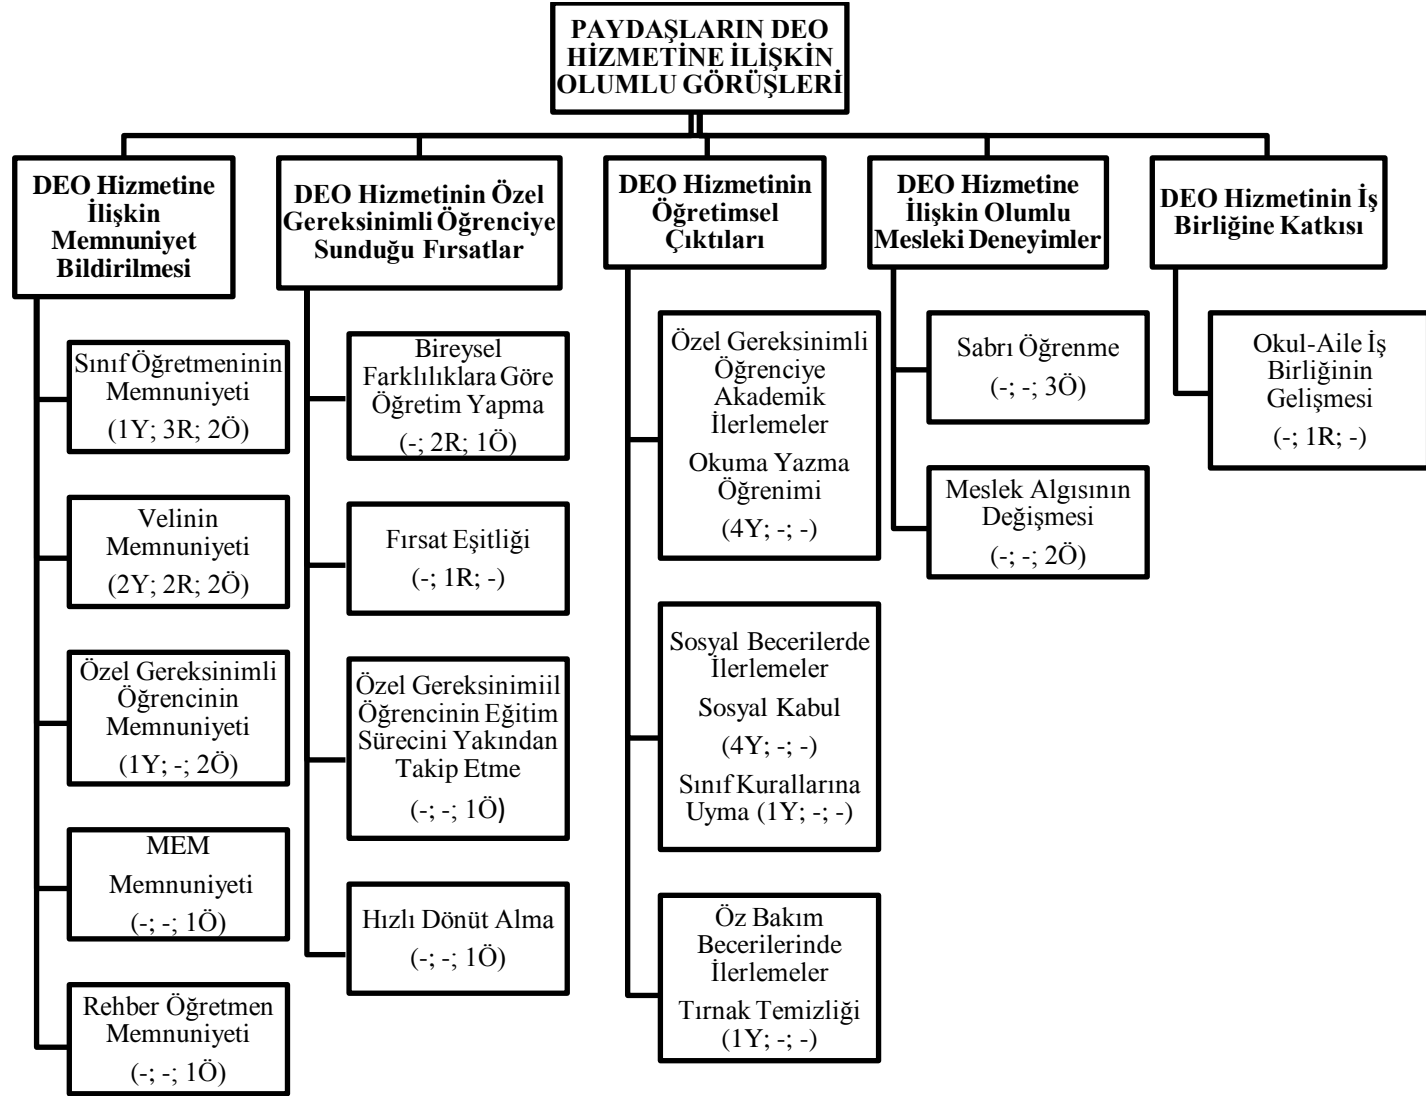 PAYDAŞLARIN DEO
HİZMETİNE İLİŞKİN
OLUMLU GÖRÜŞLERİ
DEO Hizmetine
İlişkin
Memnuniyet
Bildirilmesi
Sınıf Öğretmeninin
Memnuniyeti
(1Y; 3R; 2Ö)
Velinin
Memnuniyeti
(2Y; 2R; 2Ö)
Özel Gereksinimli
Öğrencinin
Memnuniyeti
(1Y; -; 2Ö)
MEM
Memnuniyeti
(-; -; 1Ö)
Rehber Öğretmen
Memnuniyeti
(-; -; 1Ö)
DEO Hizmetinin Özel
Gereksinimli Öğrenciye
Sunduğu Fırsatlar
Bireysel
Farklılıklara Göre
Öğretim Yapma
(-; 2R; 1Ö)
Fırsat Eşitliği
(-; 1R; -)
Özel Gereksinimiil
Öğrencinin Eğitim
Sürecini Yakından
Takip Etme
(-; -; 1Ö)
Hızlı Dönüt Alma
(-; -; 1Ö)
DEO Hizmetinin
Öğretimsel
Çıktıları
Özel Gereksinimli
Öğrenciye
Akademik
İlerlemeler
Okuma Yazma
Öğrenimi
(4Y; -; -)
Sosyal Becerilerde
İlerlemeler
Sosyal Kabul
(4Y; -; -)
Sınıf Kurallarına
Uyma (1Y; -; -)
Öz Bakım
Becerilerinde
İlerlemeler
Tırnak Temizliği
(1Y; -; -)
DEO Hizmetine
İlişkin Olumlu
Mesleki Deneyimler
Sabrı Öğrenme
(-; -; 3Ö)
Meslek Algısının
Değişmesi
(-; -; 2Ö)
DEO Hizmetinin İş
Birliğine Katkısı
Okul-Aile İş
Birliğinin
Gelişmesi
(-; 1R; -)